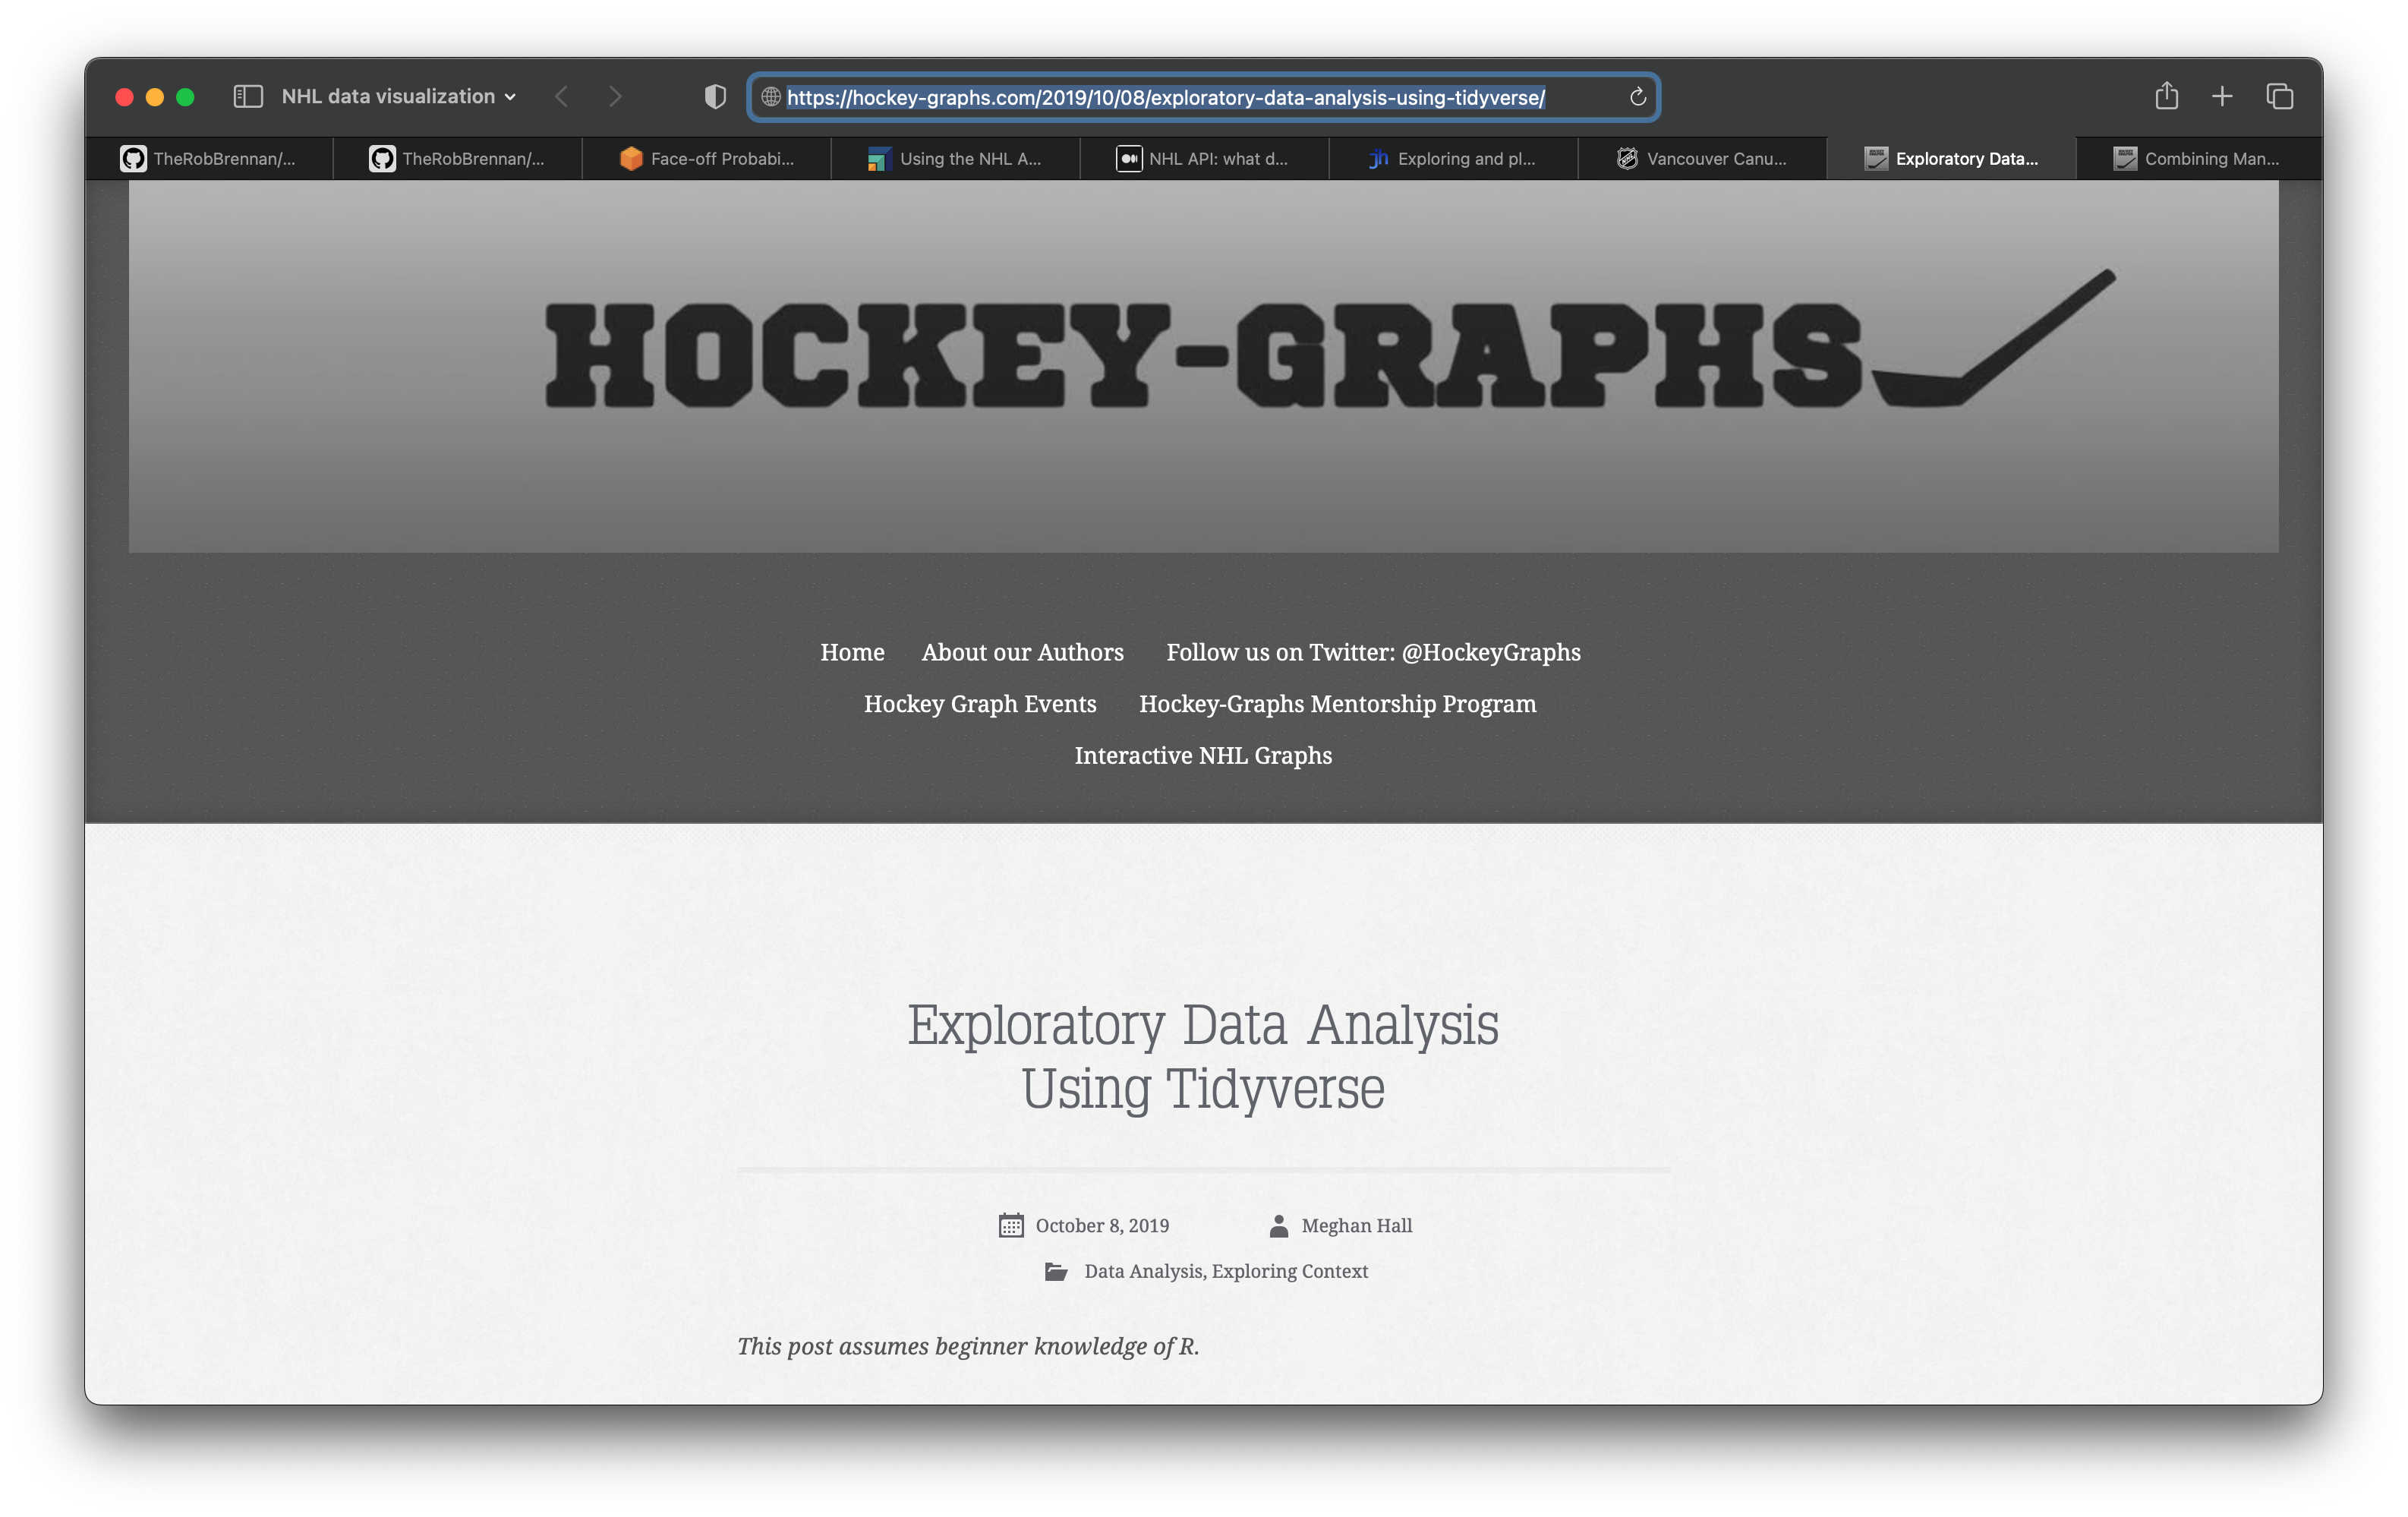 NHL data visualization
https://hockey-graphs.com/2019/10/08/exploratory-data-analysis-using-tidyverse/
TheRobBrennan/...
TheRobBrennan/...
Face-off Probabi...
Using the NHL A...
NHL API: what d...
jh
Exploring and pl...
Vancouver Canu...
Exploratory Data...
Combining Man...
HOCKEY-GRAPHS
Home About our Authors Follow us on Twitter: @HockeyGraphs
Hockey Graph Events Hockey-Graphs Mentorship Program
Interactive NHL Graphs
Exploratory Data Analysis
Using Tidyverse
October 8, 2019 Meghan Hall
Data Analysis, Exploring Context
This post assumes beginner knowledge of R.